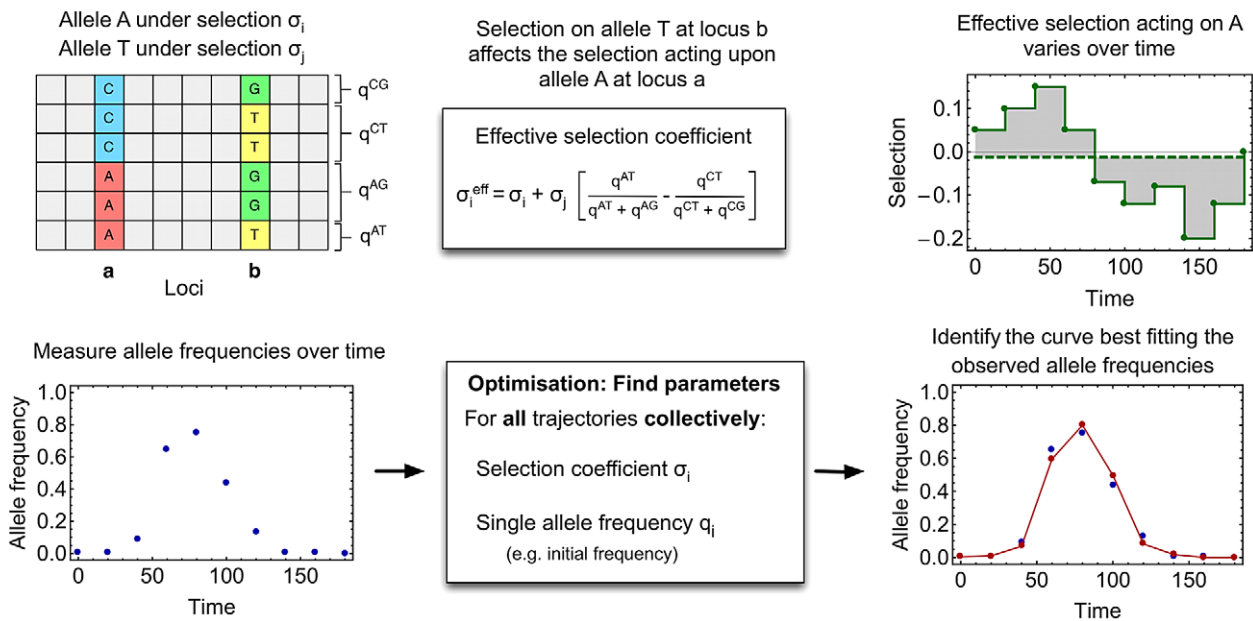 Allele A under selection σi
Allele T under selection σj
C G
C T
C T
A G
A G
A T
qCG
qCT
qAG
qAT
a b
Loci
Selection on allele T at locus b
affects the selection acting upon
allele A at locus a
Effective selection coefficient
σi eff = σi + σj [ qAT / (qAT + qAG) - qCT / (qCT + qCG) ]
Effective selection acting on A
varies over time
Selection
0.1
0.0
−0.1
−0.2
0 50 100 150
Time
Measure allele frequencies over time
Allele frequency
1.0
0.8
0.6
0.4
0.2
0.0
0 50 100 150
Time
Optimisation: Find parameters
For all trajectories collectively:
Selection coefficient σi
Single allele frequency qi
(e.g. initial frequency)
Identify the curve best fitting the
observed allele frequencies
Allele frequency
1.0
0.8
0.6
0.4
0.2
0.0
0 50 100 150
Time